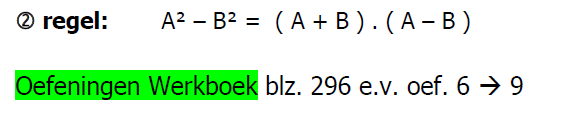 ② regel: A² – B² = ( A + B ) . ( A – B )
Oefeningen Werkboek blz. 296 e.v. oef. 6 → 9